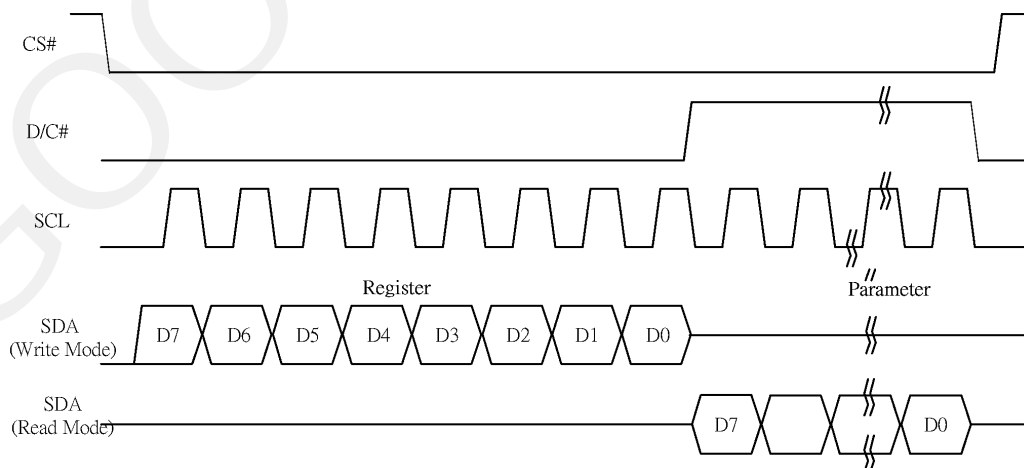 CS#
D/C#
SCL
Register
Parameter
SDA
(Write Mode)
D7 D6 D5 D4 D3 D2 D1 D0
SDA
(Read Mode)
D7 D0